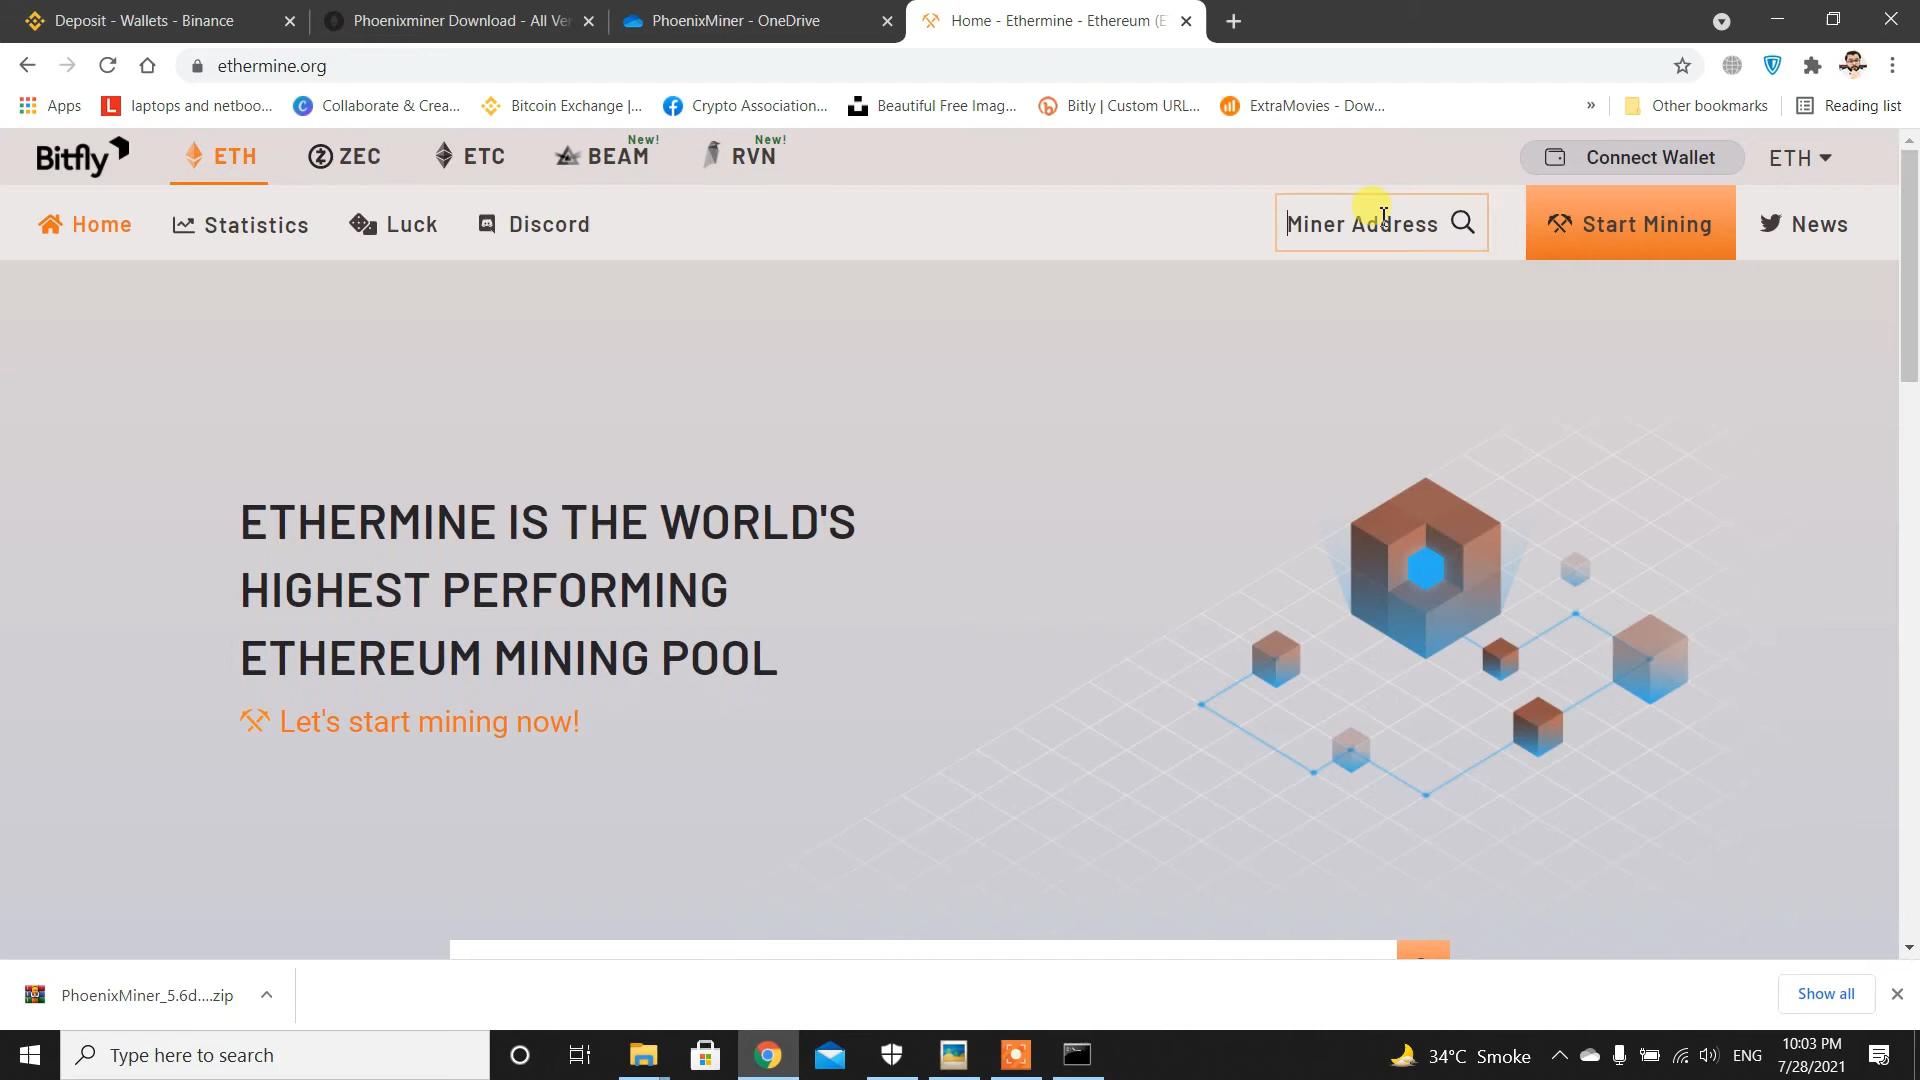 Deposit - Wallets - Binance
Phoenixminer Download - All Ver
PhoenixMiner - OneDrive
Home - Ethermine - Ethereum (E
ethermine.org
Apps
laptops and netboo...
Collaborate & Crea...
Bitcoin Exchange |...
Crypto Association...
Beautiful Free Imag...
Bitly | Custom URL...
ExtraMovies - Dow...
»
Other bookmarks
Reading list
Bitfly
ETH
ZEC
ETC
BEAM New!
RVN New!
Connect Wallet
ETH
Home
Statistics
Luck
Discord
Miner Address
Start Mining
News
ETHERMINE IS THE WORLD'S
HIGHEST PERFORMING
ETHEREUM MINING POOL
Let's start mining now!
PhoenixMiner_5.6d....zip
Show all
Type here to search
34°C Smoke
ENG
10:03 PM
7/28/2021